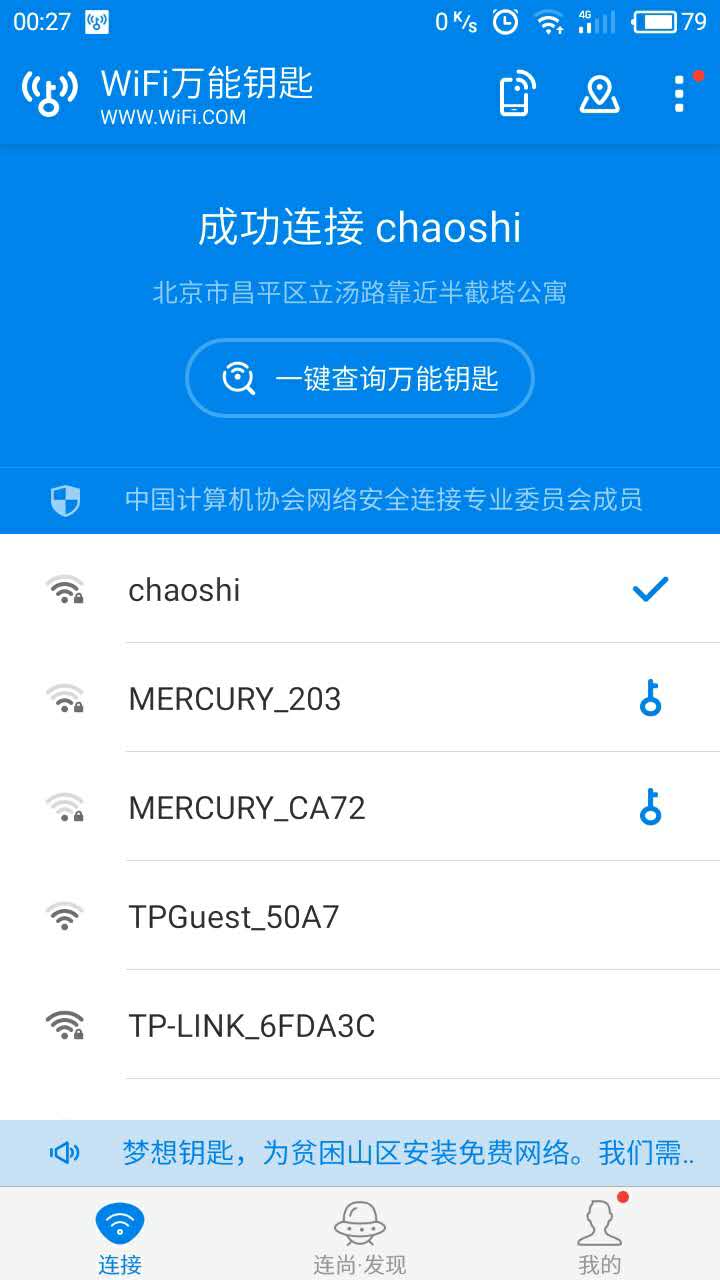 00:27
0 K/s
4G
79
WiFi万能钥匙
WWW.WiFi.COM
成功连接 chaoshi
北京市昌平区立汤路靠近半截塔公寓
一键查询万能钥匙
中国计算机协会网络安全连接专业委员会成员
chaoshi
MERCURY_203
MERCURY_CA72
TPGuest_50A7
TP-LINK_6FDA3C
梦想钥匙，为贫困山区安装免费网络。我们需..
连接
连尚·发现
我的